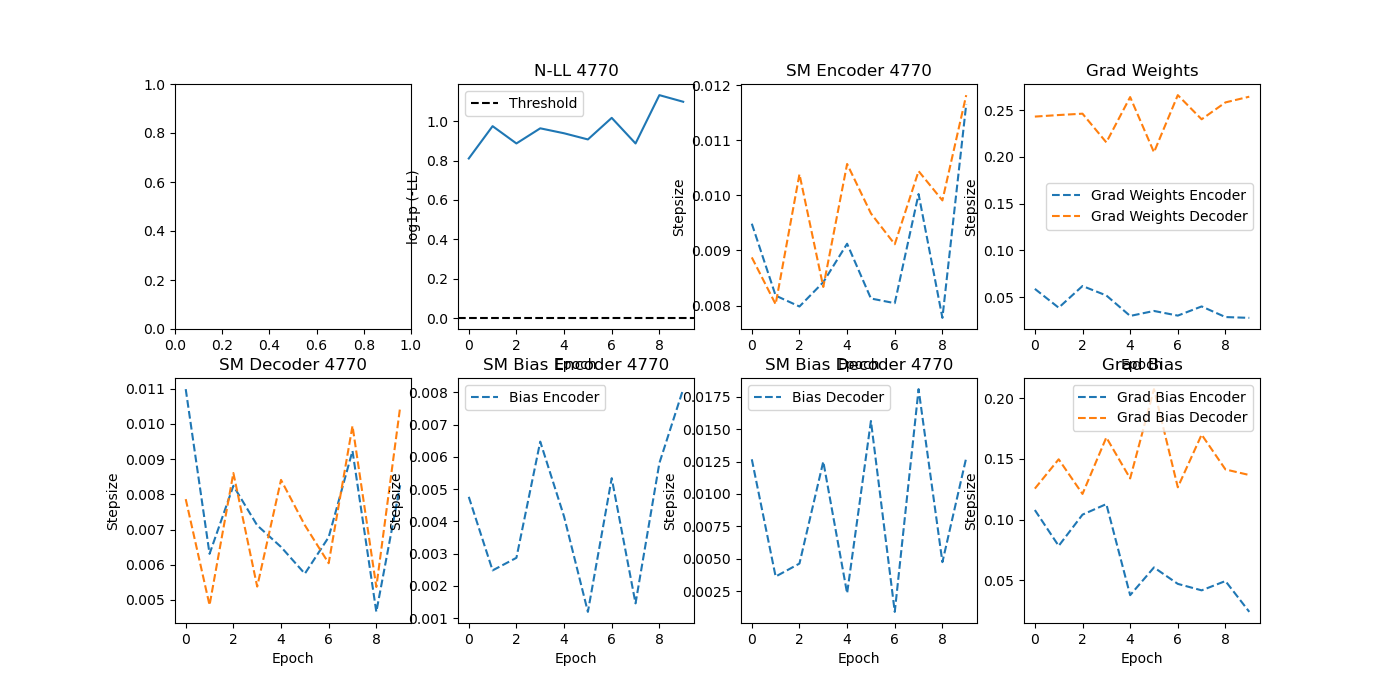 N-LL 4770
SM Encoder 4770
Grad Weights
1.0
0.8
0.6
0.4
0.2
0.0
0.0 0.2 0.4 0.6 0.8 1.0
log1p (-LL)
1.0
0.8
0.6
0.4
0.2
0.0
Threshold
0 2 4 6 8
Epoch
Stepsize
0.012
0.011
0.010
0.009
0.008
0 2 4 6 8
Epoch
Stepsize
0.25
0.20
0.15
0.10
0.05
Grad Weights Encoder
Grad Weights Decoder
0 2 4 6 8
Epoch
SM Decoder 4770
SM Bias Encoder 4770
SM Bias Decoder 4770
Grad Bias
Stepsize
0.011
0.010
0.009
0.008
0.007
0.006
0.005
0 2 4 6 8
Epoch
Stepsize
0.008
0.007
0.006
0.005
0.004
0.003
0.002
0.001
Bias Encoder
0 2 4 6 8
Epoch
Stepsize
0.0175
0.0150
0.0125
0.0100
0.0075
0.0050
0.0025
Bias Decoder
0 2 4 6 8
Epoch
Stepsize
0.20
0.15
0.10
0.05
Grad Bias Encoder
Grad Bias Decoder
0 2 4 6 8
Epoch